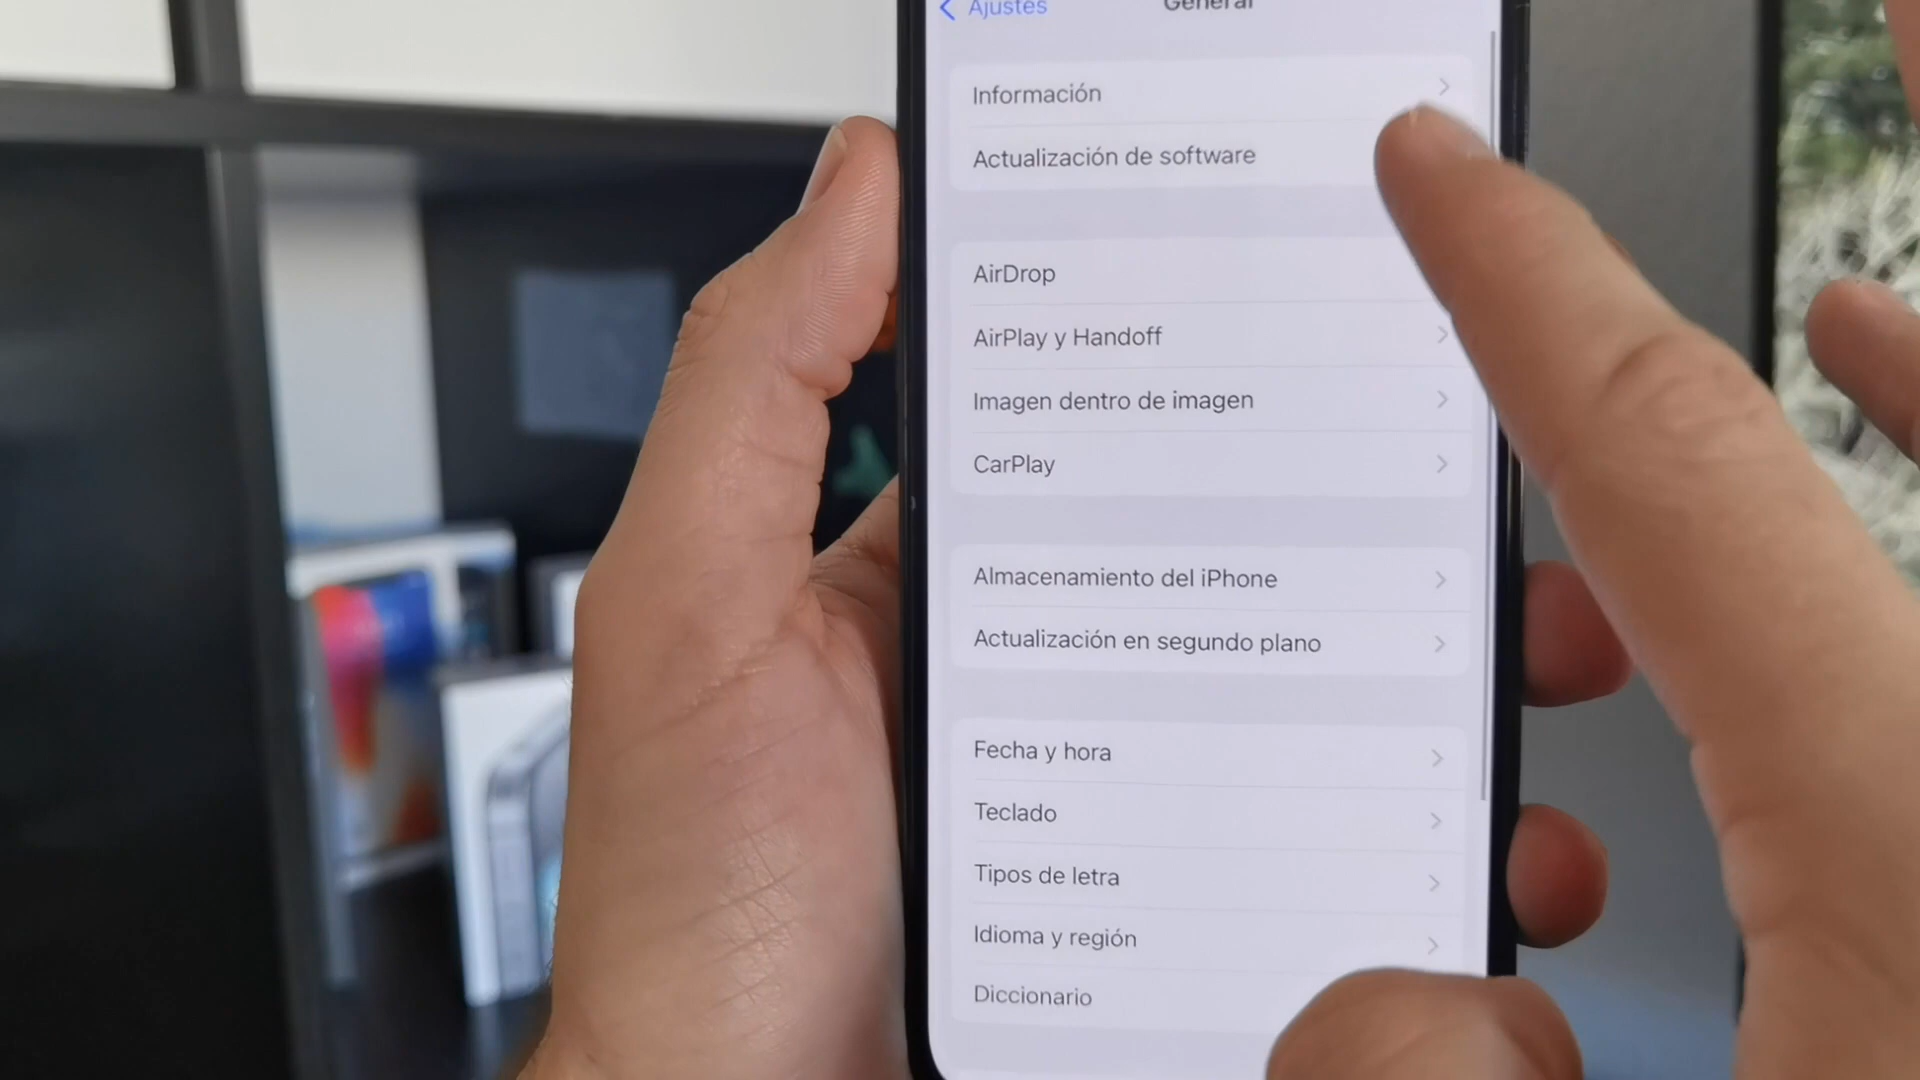 Ajustes
General
Información
Actualización de software
AirDrop
AirPlay y Handoff
Imagen dentro de imagen
CarPlay
Almacenamiento del iPhone
Actualización en segundo plano
Fecha y hora
Teclado
Tipos de letra
Idioma y región
Diccionario